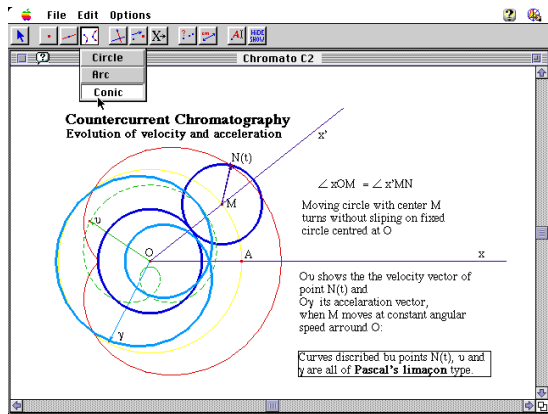 File Edit Options
?
X→
?
A
HIDE
SHOW
?
Chromato C2
Circle
Arc
Conic
Countercurrent Chromatography
Evolution of velocity and acceleration
x'
N(t)
∠ xOM = ∠ x'MN
υ
M
Moving circle with center M
turns without sliping on fixed
circle centred at O
O
A
x
Oυ shows the the velocity vector of
point N(t) and
Oγ its acceleration vector,
when M moves at constant angular
speed arround O:
γ
Curves discribed bu points N(t), υ and
γ are all of Pascal's limaçon type.